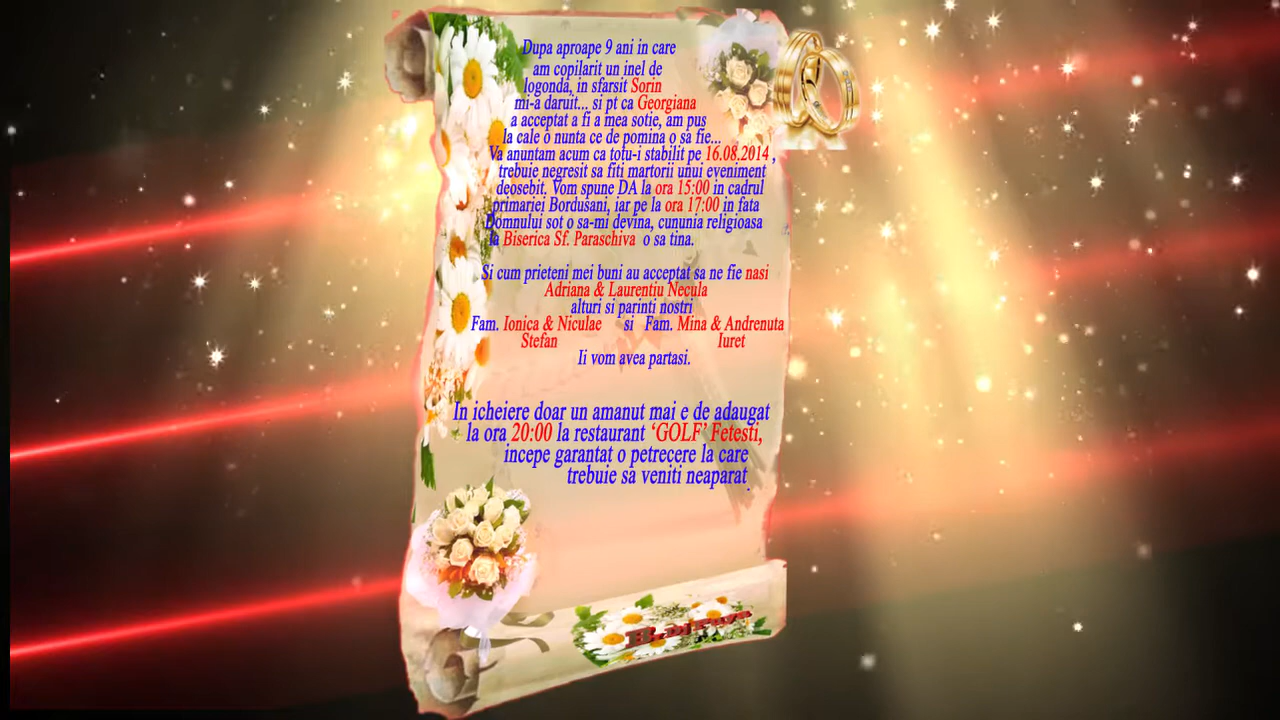 Dupa aproape 9 ani in care
am copilarit un inel de
logonda, in sfarsit Sorin
mi-a daruit... si pt ca Georgiana
a acceptat a fi a mea sotie, am pus
la cale o nunta ce de pomina o sa fie...
Va anuntam acum ca totu-i stabilit pe 16.08.2014 ,
trebuie negresit sa fiti martorii unui eveniment
deosebit. Vom spune DA la ora 15:00 in cadrul
primariei Bordusani, iar pe la ora 17:00 in fata
Domnului sot o sa-mi devina, cununia religioasa
la Biserica Sf. Paraschiva o sa tina.
Si cum prieteni mei buni au acceptat sa ne fie nasi
Adriana & Laurentiu Necula
alturi si parinti nostri
Fam. Ionica & Niculae si Fam. Mina & Andrenuta
Stefan Iuret
Ii vom avea partasi.
In icheiere doar un amanut mai e de adaugat
la ora 20:00 la restaurant ‘GOLF’ Fetesti,
incepe garantat o petrecere la care
trebuie sa veniti neaparat.